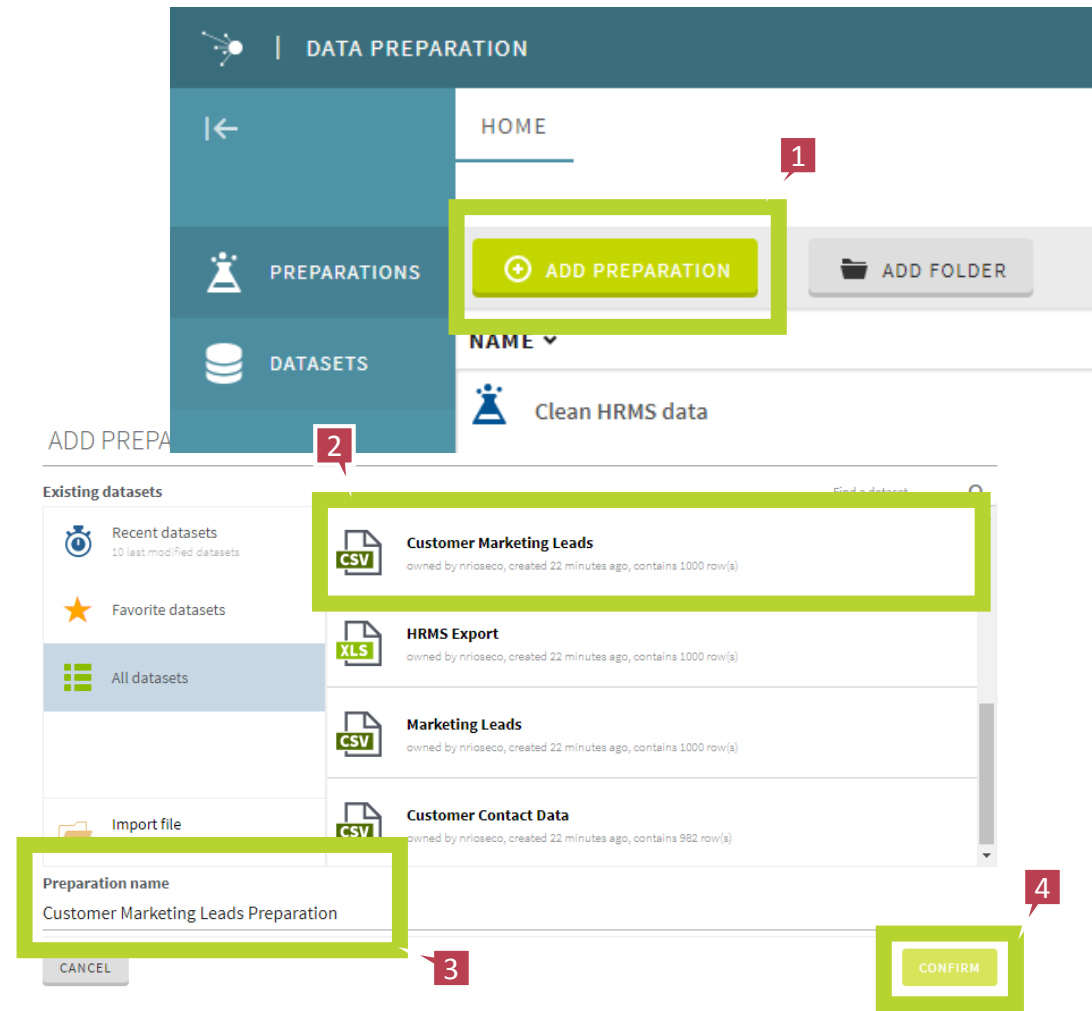 | DATA PREPARATION
HOME
1
ADD PREPARATION
ADD FOLDER
PREPARATIONS
NAME
DATASETS
Clean HRMS data
ADD PREPA
2
Existing datasets
Recent datasets
10 last modified datasets
CSV
Customer Marketing Leads
owned by nrioseco, created 22 minutes ago, contains 1000 row(s)
Favorite datasets
XLS
HRMS Export
owned by nrioseco, created 22 minutes ago, contains 1000 row(s)
All datasets
CSV
Marketing Leads
owned by nrioseco, created 22 minutes ago, contains 1000 row(s)
Import file
CSV
Customer Contact Data
owned by nrioseco, created 22 minutes ago, contains 982 row(s)
Preparation name
Customer Marketing Leads Preparation
4
CANCEL
3
CONFIRM